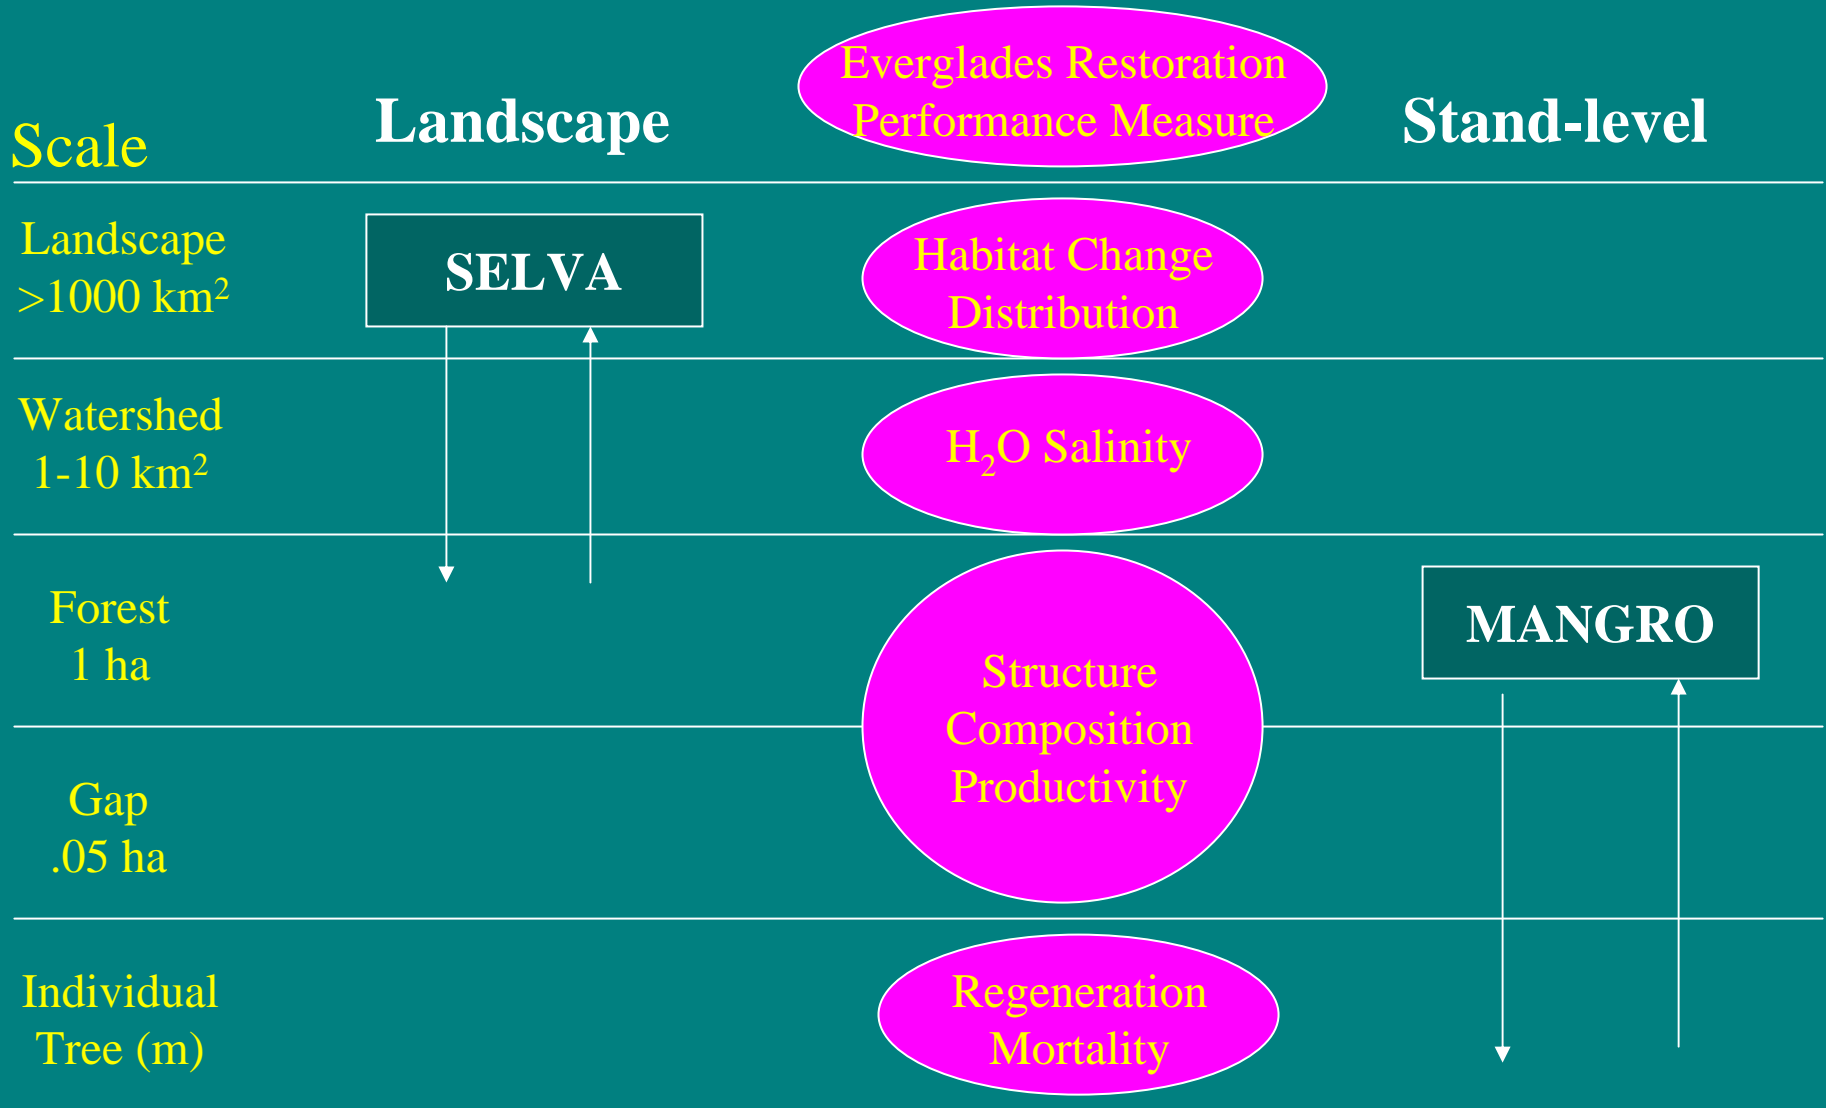 Everglades Restoration
Performance Measure
Scale
Landscape
Stand-level
Landscape
>1000 km²
SELVA
Habitat Change
Distribution
Watershed
1-10 km²
H₂O Salinity
Forest
1 ha
MANGRO
Structure
Composition
Productivity
Gap
.05 ha
Individual
Tree (m)
Regeneration
Mortality